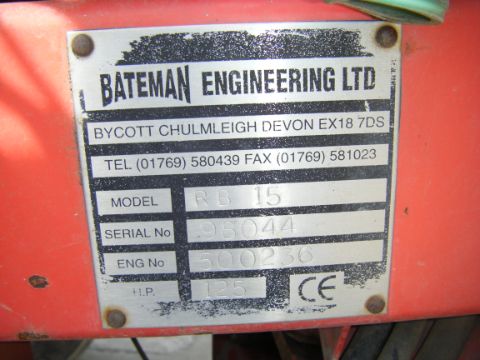 BATEMAN ENGINEERING LTD
BYCOTT CHULMLEIGH DEVON EX18 7DS
TEL (01769) 580439 FAX (01769) 581023
MODEL RB 15
SERIAL No 95044
ENG No 500236
H.P. 125 CE